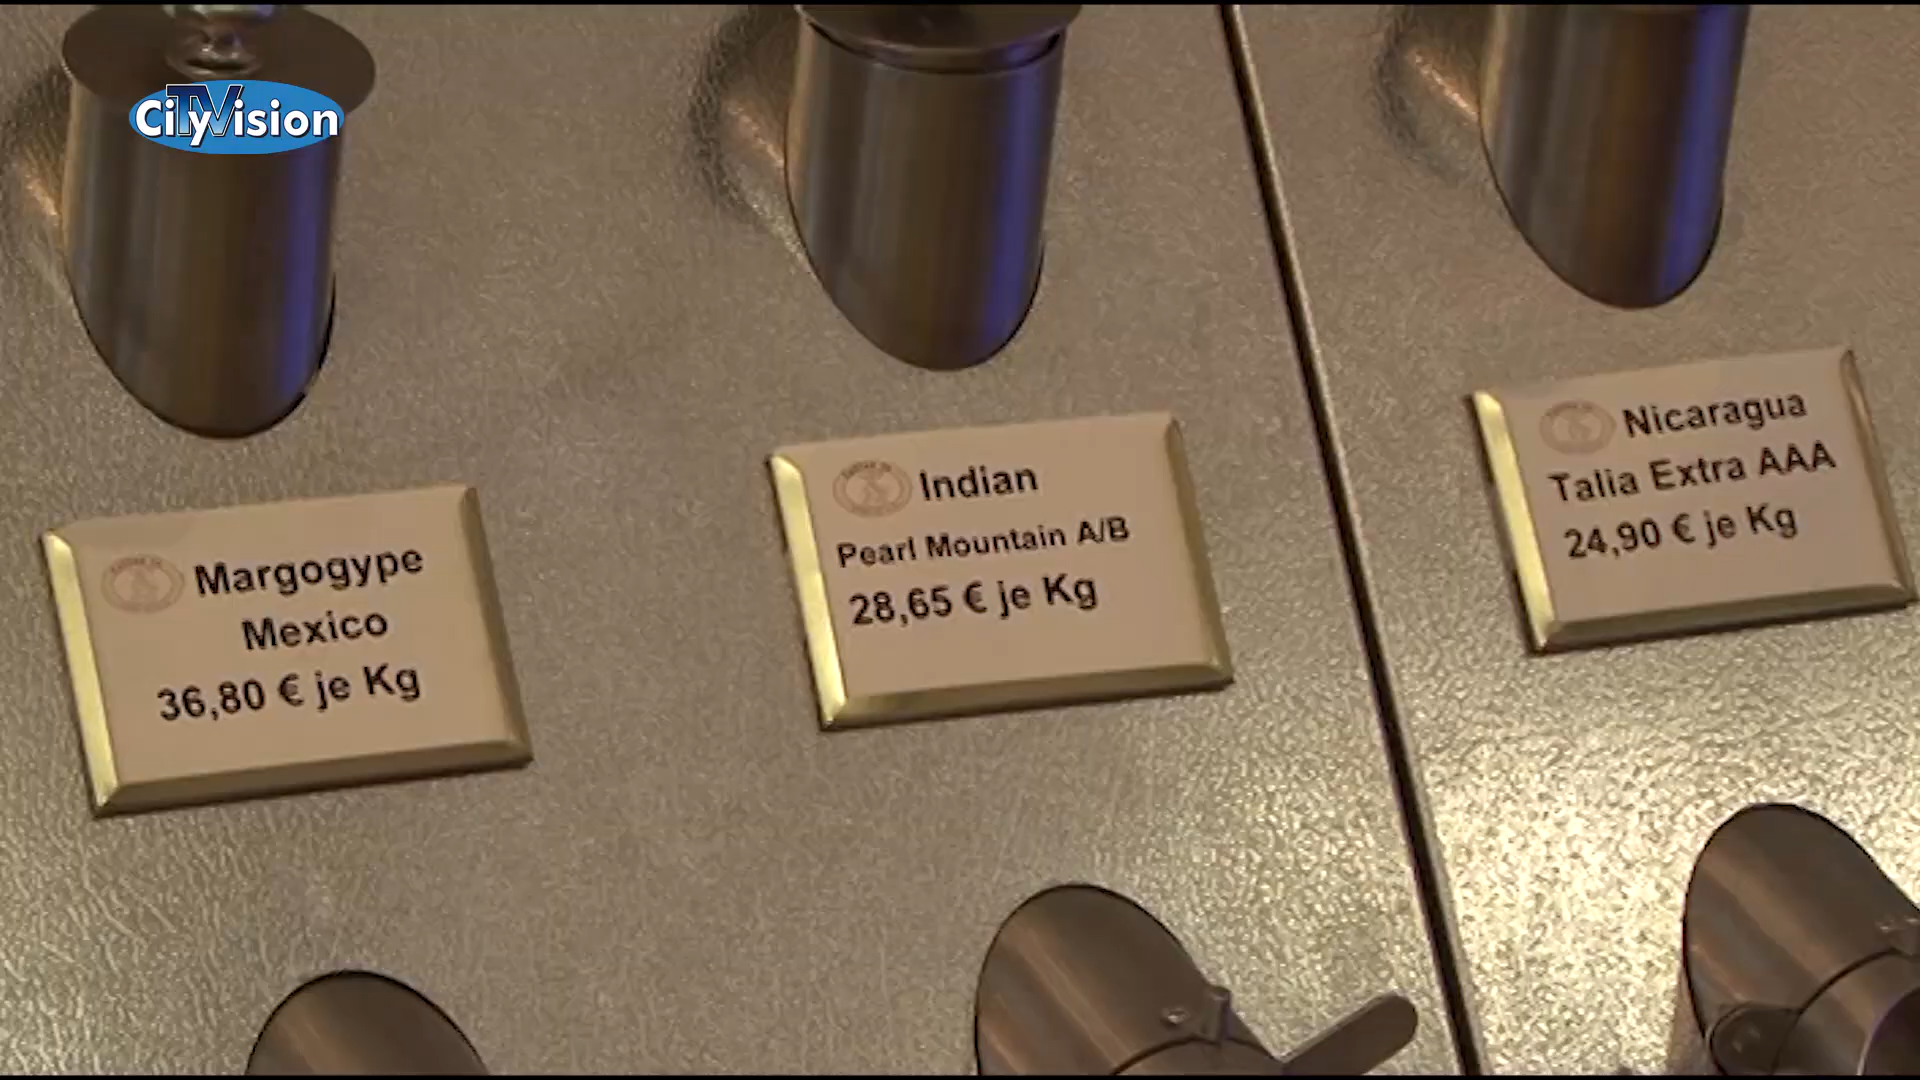 CityVision
TV
Margogype
Mexico
36,80 € je Kg
Indian
Pearl Mountain A/B
28,65 € je Kg
Nicaragua
Talia Extra AAA
24,90 € je Kg